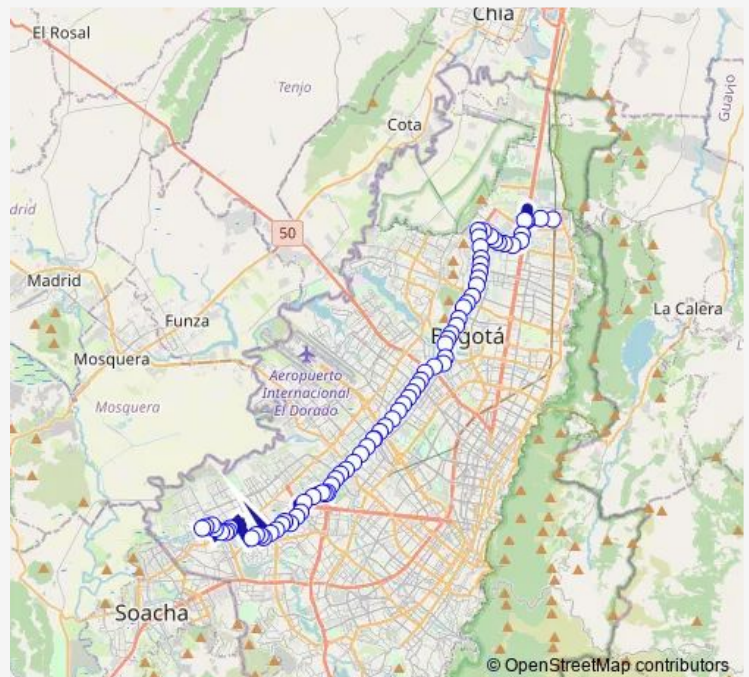 Chía
El Rosal
Tenjo
Guavio
Cota
drid
50
Madrid
La Calera
Funza
Bogotá
Mosquera
Aeropuerto
Internacional
El Dorado
Mosquera
Soacha
© OpenStreetMap contributors